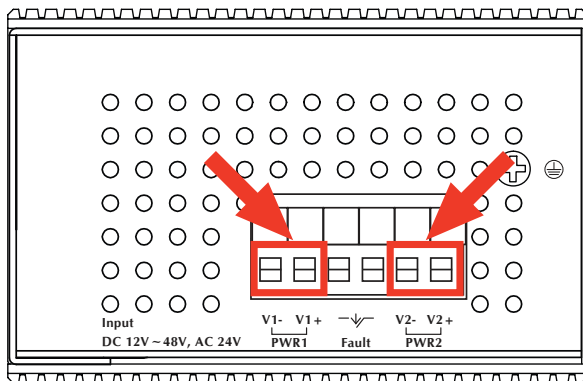 Input
DC 12V ~ 48V, AC 24V
V1- V1+
PWR1
Fault
V2- V2+
PWR2